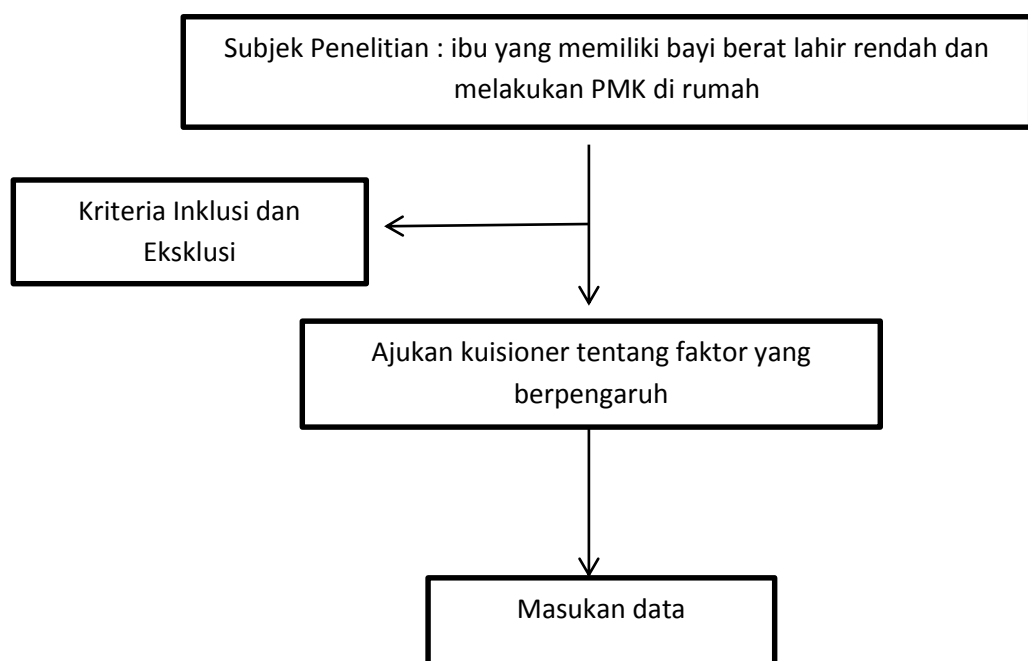 Subjek Penelitian : ibu yang memiliki bayi berat lahir rendah dan
melakukan PMK di rumah
Kriteria Inklusi dan
Eksklusi
Ajukan kuisioner tentang faktor yang
berpengaruh
Masukan data